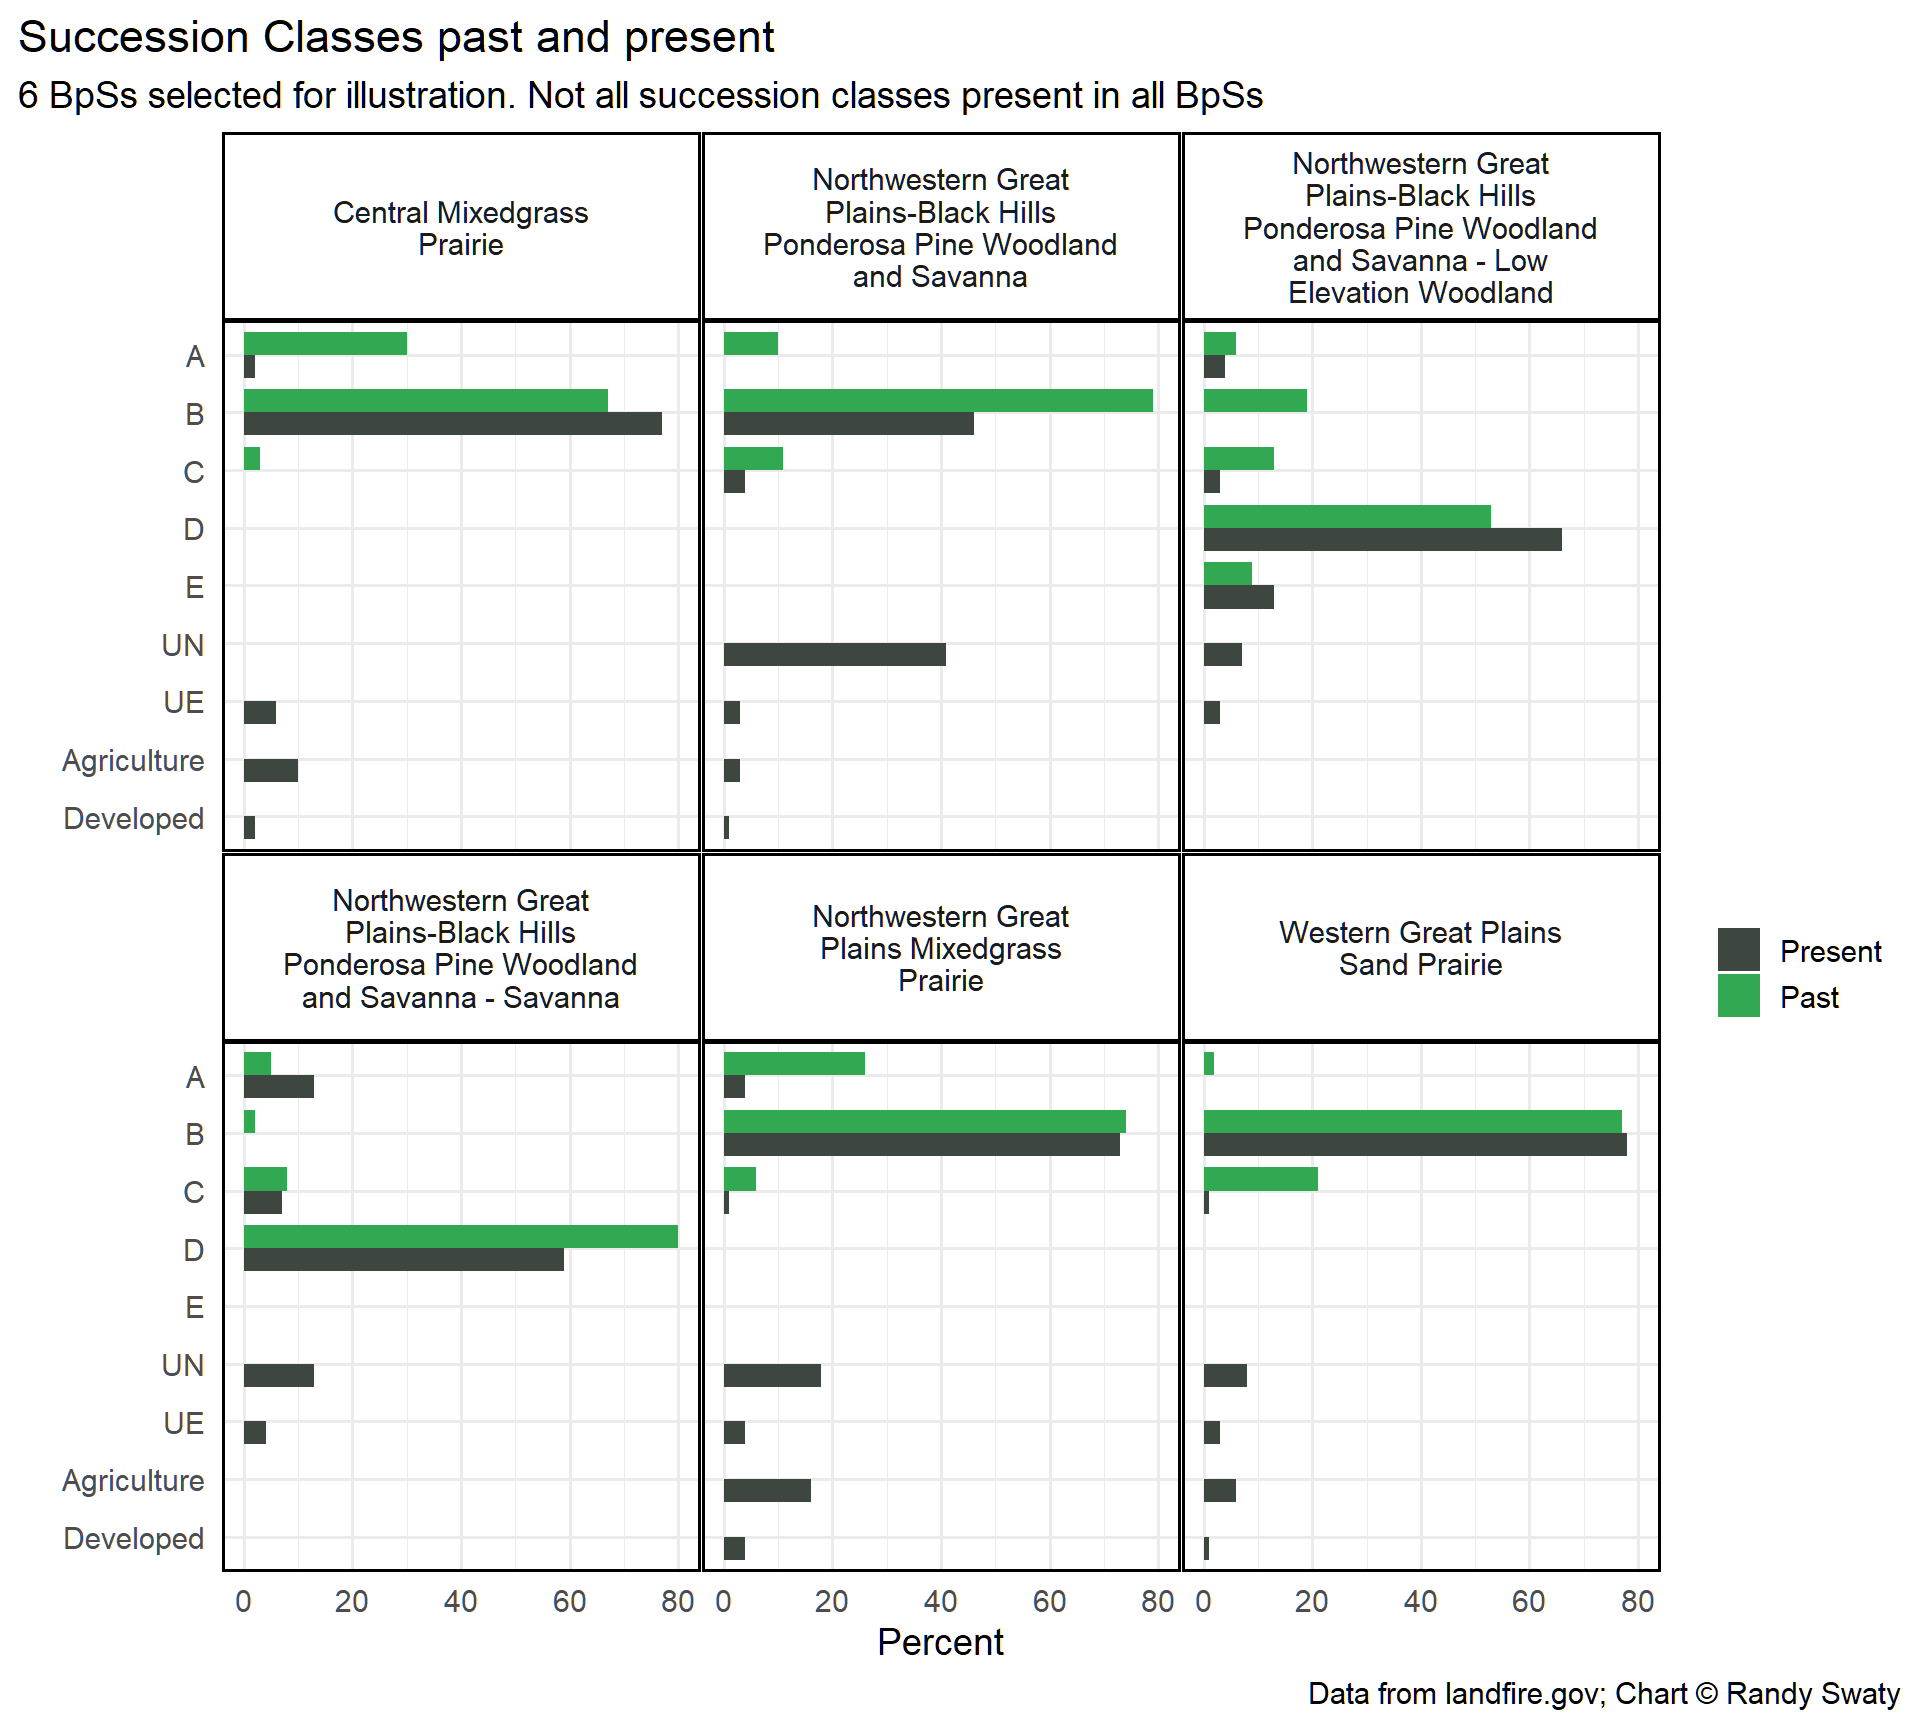 Succession Classes past and present
6 BpSs selected for illustration. Not all succession classes present in all BpSs
Central Mixedgrass
Prairie
Northwestern Great
Plains-Black Hills
Ponderosa Pine Woodland
and Savanna
Northwestern Great
Plains-Black Hills
Ponderosa Pine Woodland
and Savanna - Low
Elevation Woodland
A
B
C
D
E
UN
UE
Agriculture
Developed
Northwestern Great
Plains-Black Hills
Ponderosa Pine Woodland
and Savanna - Savanna
Northwestern Great
Plains Mixedgrass
Prairie
Western Great Plains
Sand Prairie
Present
Past
A
B
C
D
E
UN
UE
Agriculture
Developed
0 20 40 60 80 0 20 40 60 80 0 20 40 60 80
Percent
Data from landfire.gov; Chart © Randy Swaty